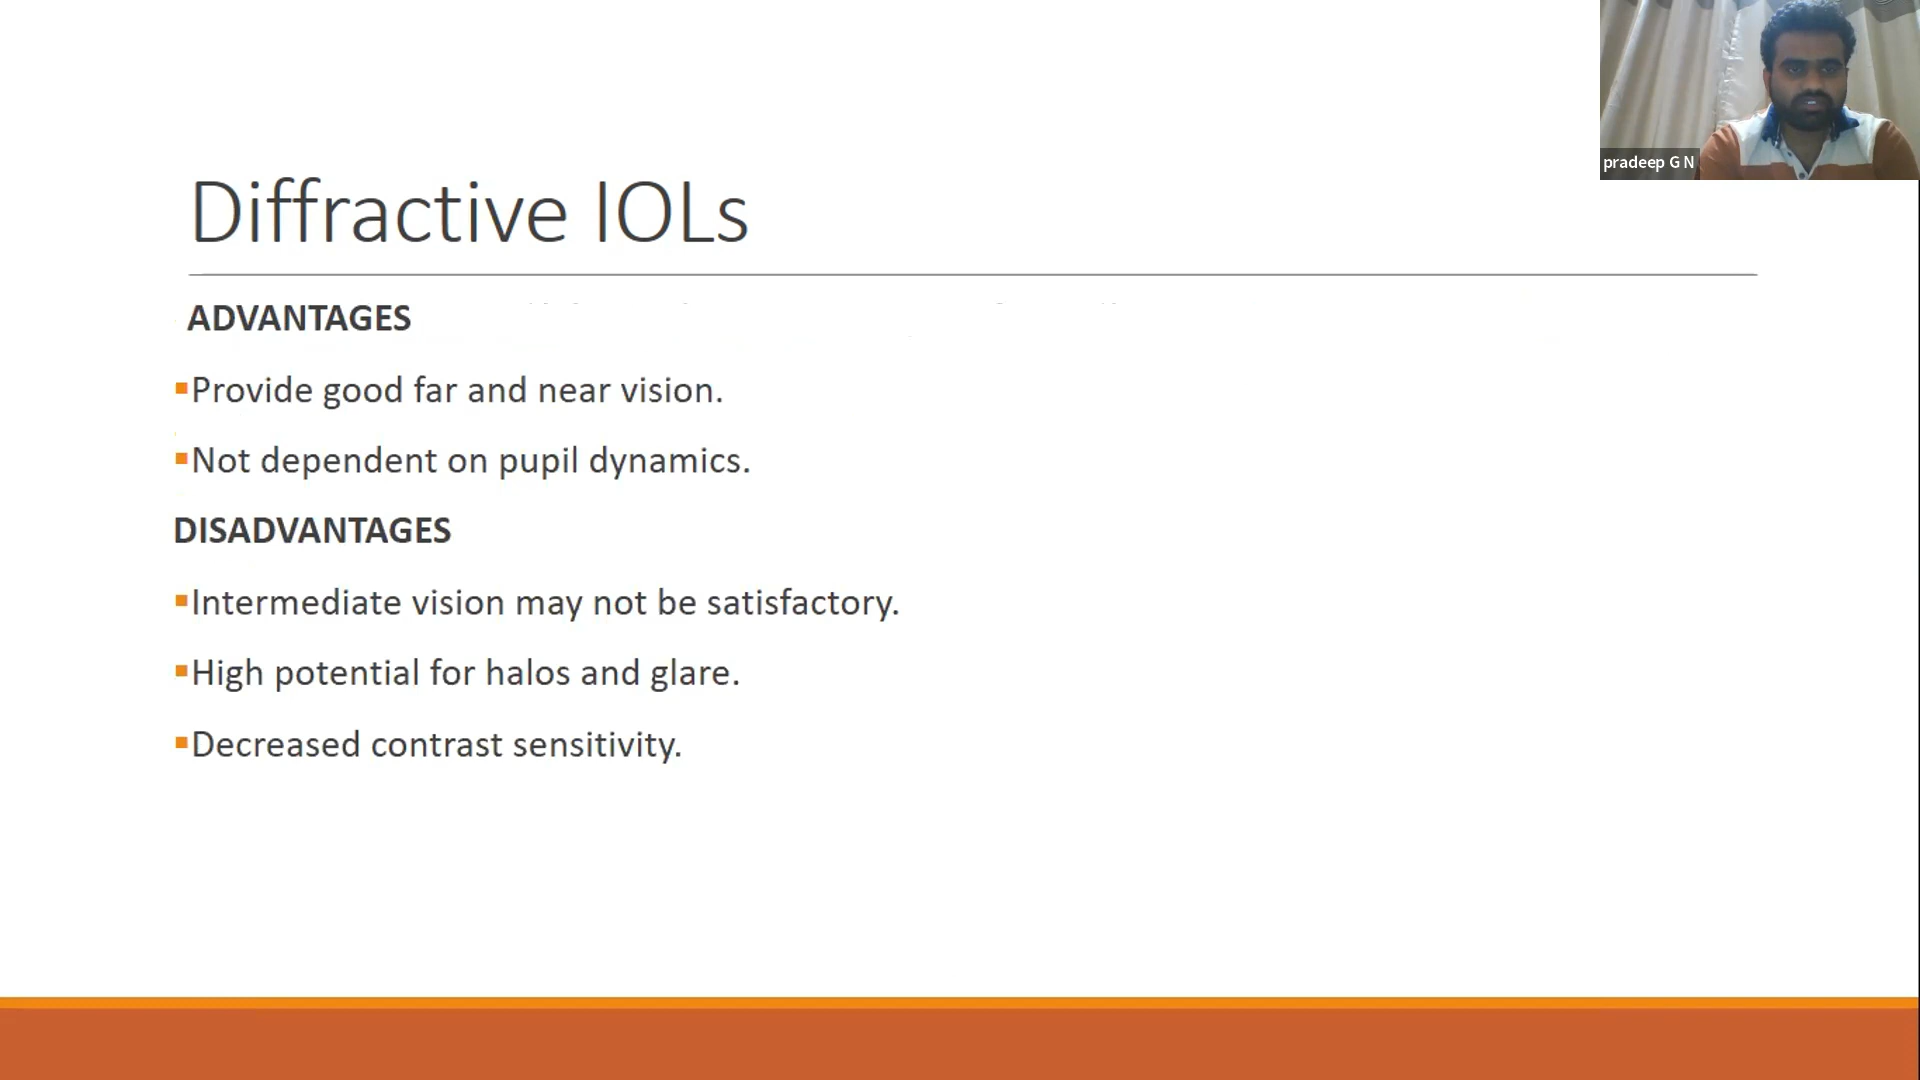 pradeep G N
Diffractive IOLs
ADVANTAGES
▪Provide good far and near vision.
▪Not dependent on pupil dynamics.
DISADVANTAGES
▪Intermediate vision may not be satisfactory.
▪High potential for halos and glare.
▪Decreased contrast sensitivity.